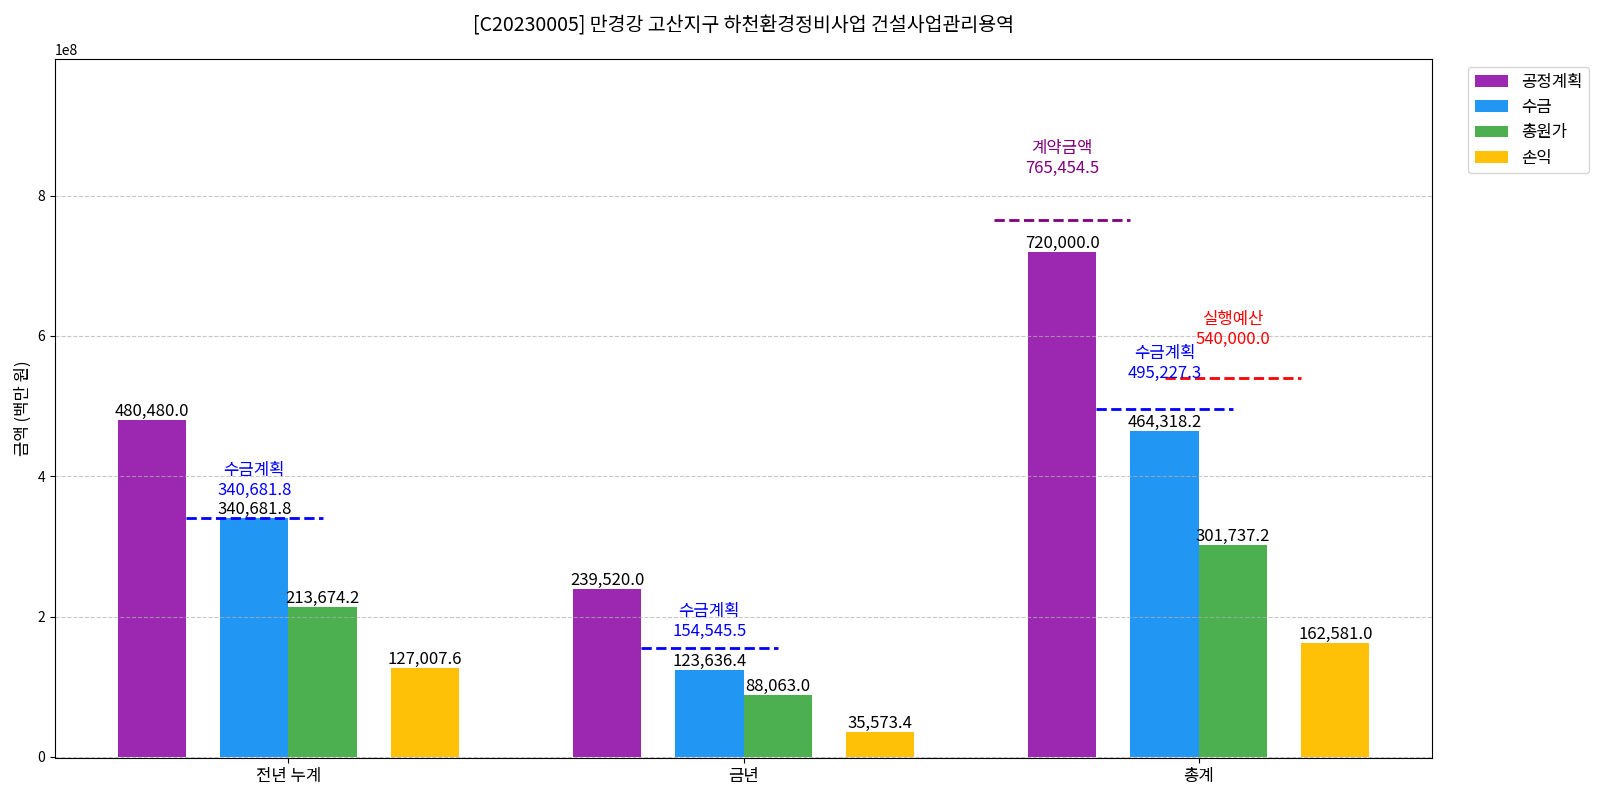 [C20230005] 만경강 고산지구 하천환경정비사업 건설사업관리용역
1e8
금액 (백만 원)
8
6
4
2
0
공정계획
수금
총원가
손익
계약금액
765,454.5
720,000.0
실행예산
540,000.0
수금계획
495,227.3
464,318.2
301,737.2
162,581.0
480,480.0
수금계획
340,681.8
340,681.8
213,674.2
127,007.6
239,520.0
수금계획
154,545.5
123,636.4
88,063.0
35,573.4
전년 누계
금년
총계